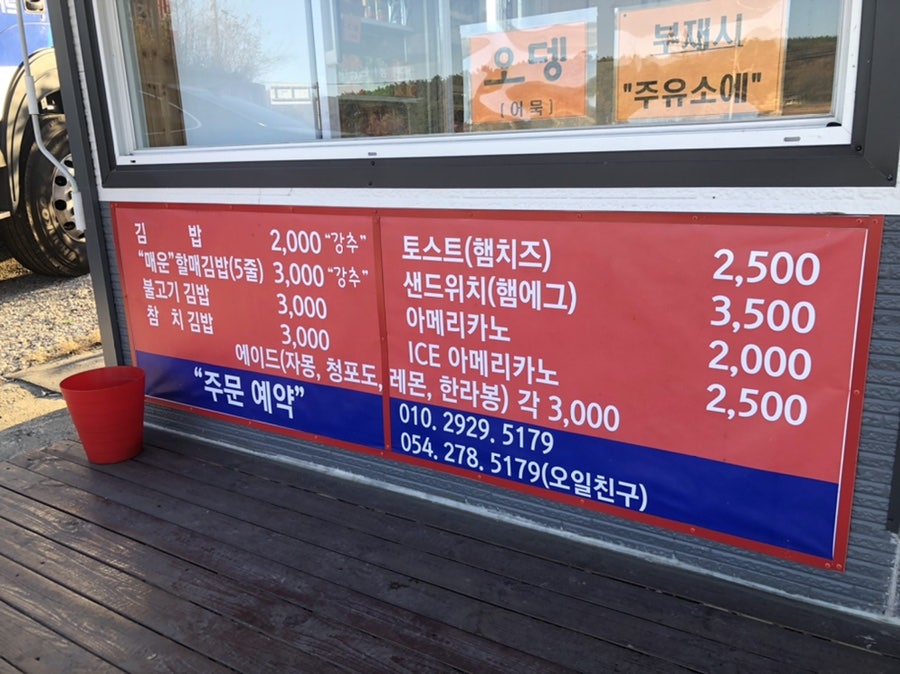 오뎅
[어묵]
부재시
"주유소에"
김 밥 2,000 "강추"
"매운"할매김밥(5줄) 3,000 "강추"
불고기 김밥 3,000
참 치 김밥 3,000
토스트(햄치즈) 2,500
샌드위치(햄에그) 3,500
아메리카노 2,000
ICE 아메리카노 2,500
에이드(자몽, 청포도, 레몬, 한라봉) 각 3,000
"주문 예약"
010. 2929. 5179
054. 278. 5179(오일친구)